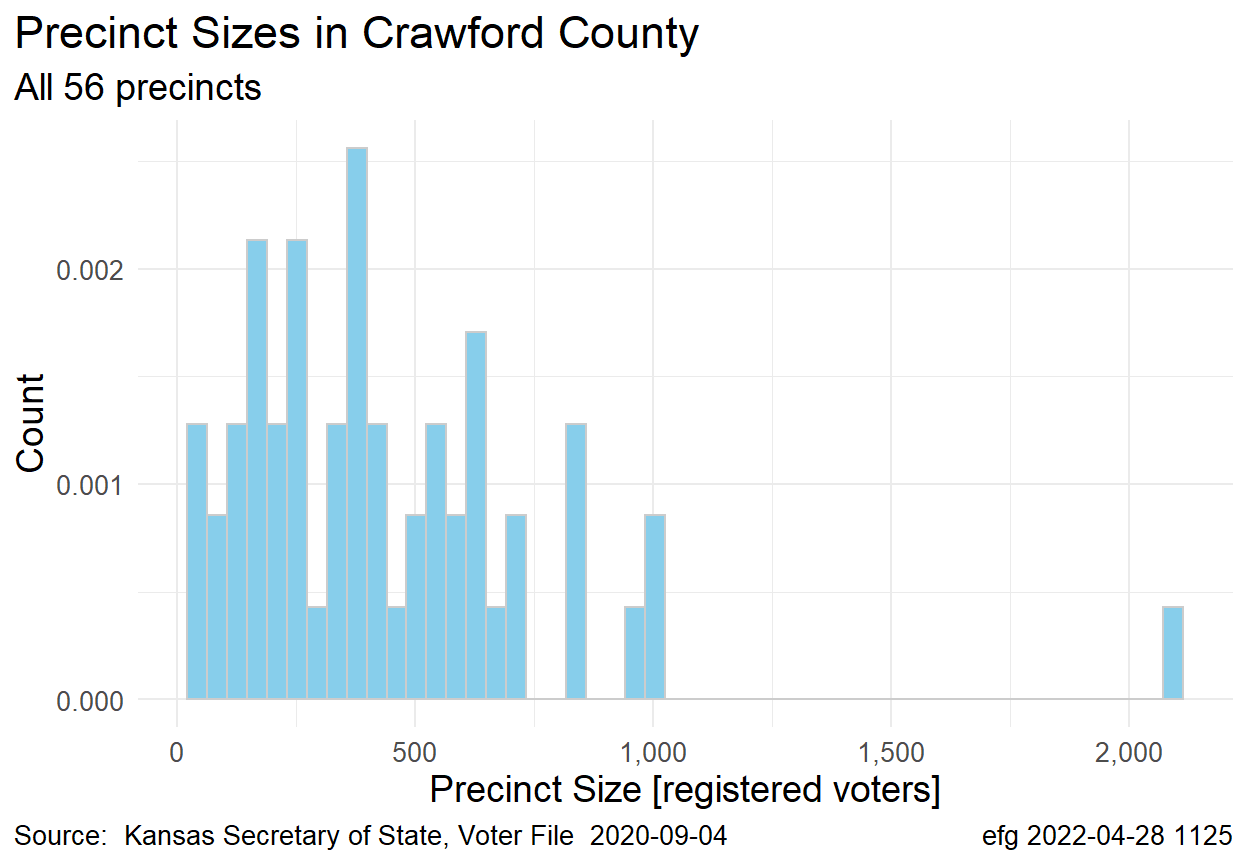 Precinct Sizes in Crawford County
All 56 precincts
Count
0.002
0.001
0.000
0 500 1,000 1,500 2,000
Precinct Size [registered voters]
Source:  Kansas Secretary of State, Voter File  2020-09-04 efg 2022-04-28 1125